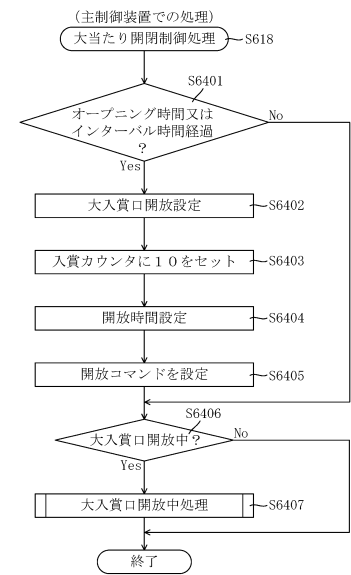 （主制御装置での処理）
大当たり開閉制御処理
S618
S6401
オープニング時間又は
インターバル時間経過
？
No
Yes
大入賞口開放設定
S6402
入賞カウンタに１０をセット
S6403
開放時間設定
S6404
開放コマンドを設定
S6405
S6406
大入賞口開放中？
No
Yes
大入賞口開放中処理
S6407
終了